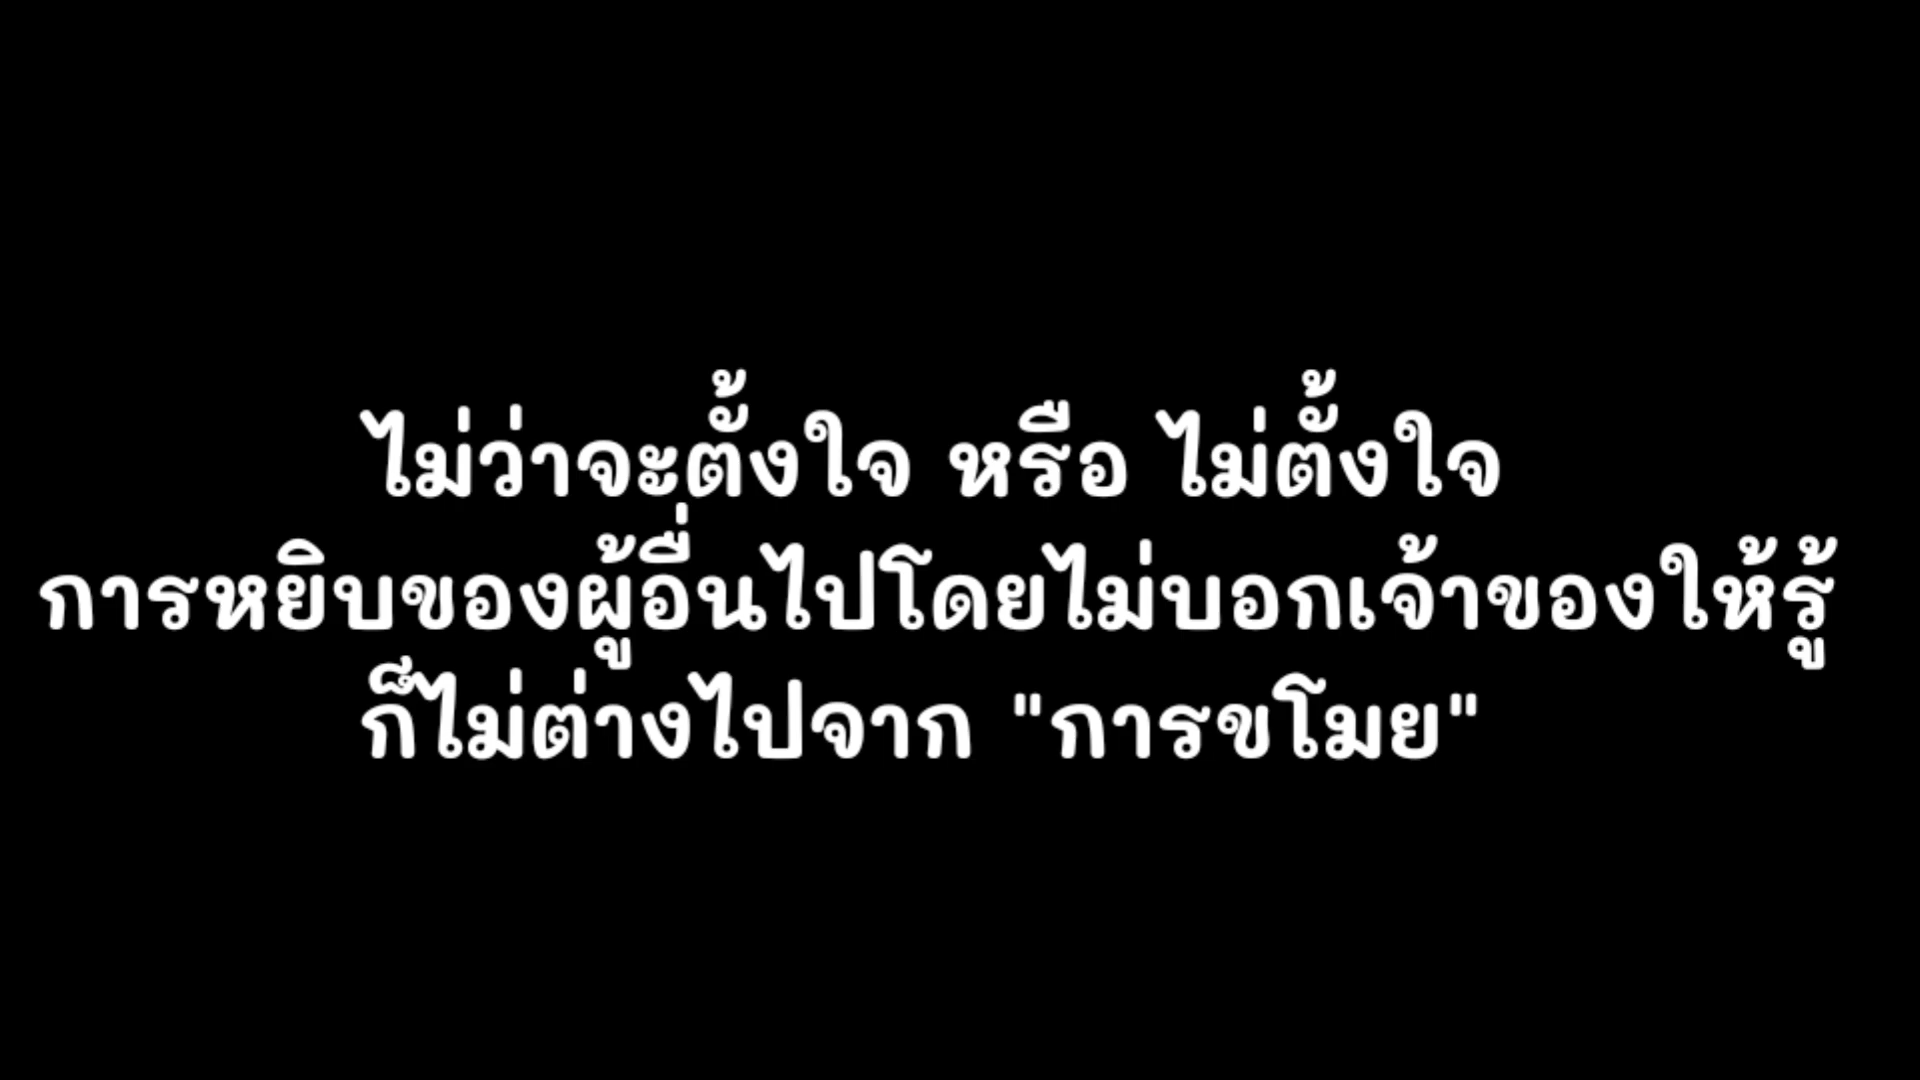 ไม่ว่าจะตั้งใจ หรือ ไม่ตั้งใจ
การหยิบของผู้อื่นไปโดยไม่บอกเจ้าของให้รู้
ก็ไม่ต่างไปจาก "การขโมย"